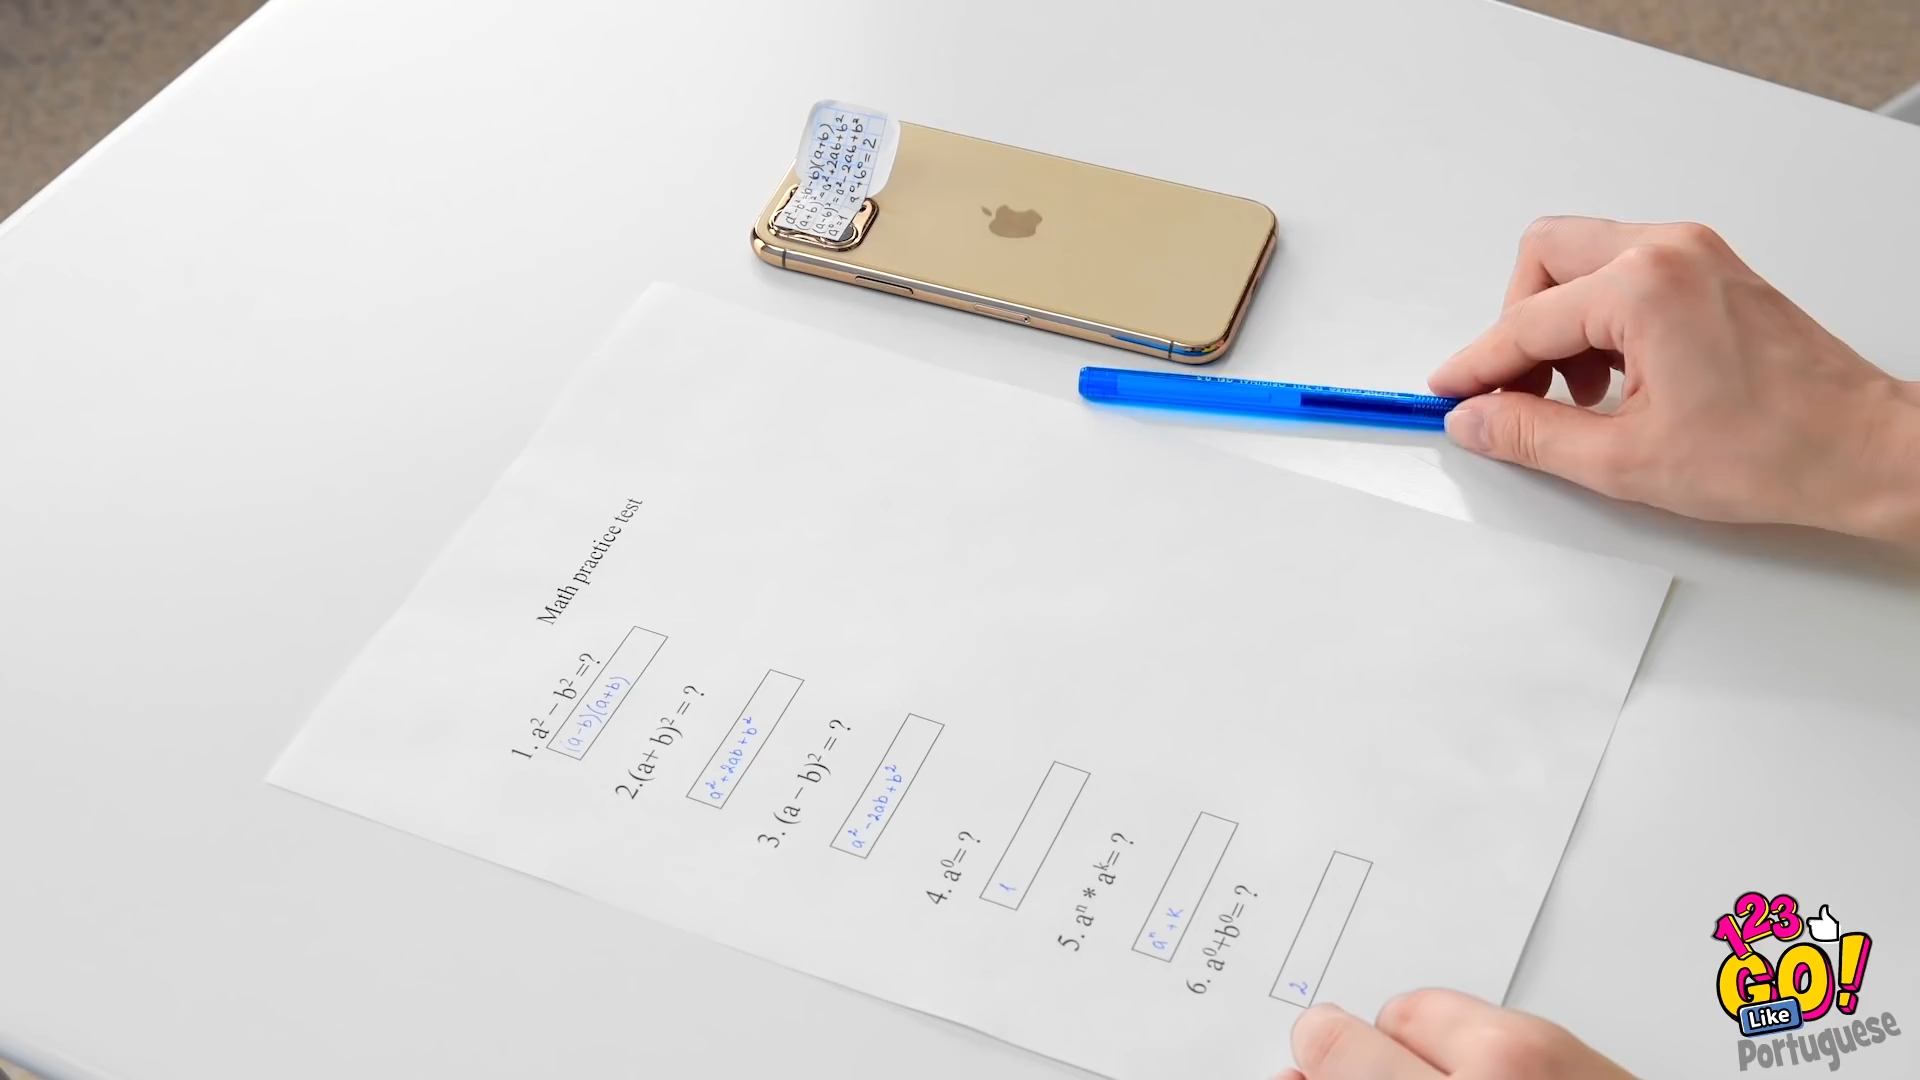 a²-b²=(a-b)(a+b)
(a+b)²=a²+2ab+b²
(a-b)²=a²-2ab+b²
a⁰=1 a⁰+b⁰=2
Math practice test
1. a² – b² =?
(a-b)(a+b)
2.(a+ b)² = ?
a²+2ab+b²
3. (a – b)² = ?
a²-2ab+b²
4. a⁰= ?
1
5. aⁿ * aᵏ= ?
aⁿ+k
6. a⁰+b⁰= ?
2
123
GO!
Like
Portuguese